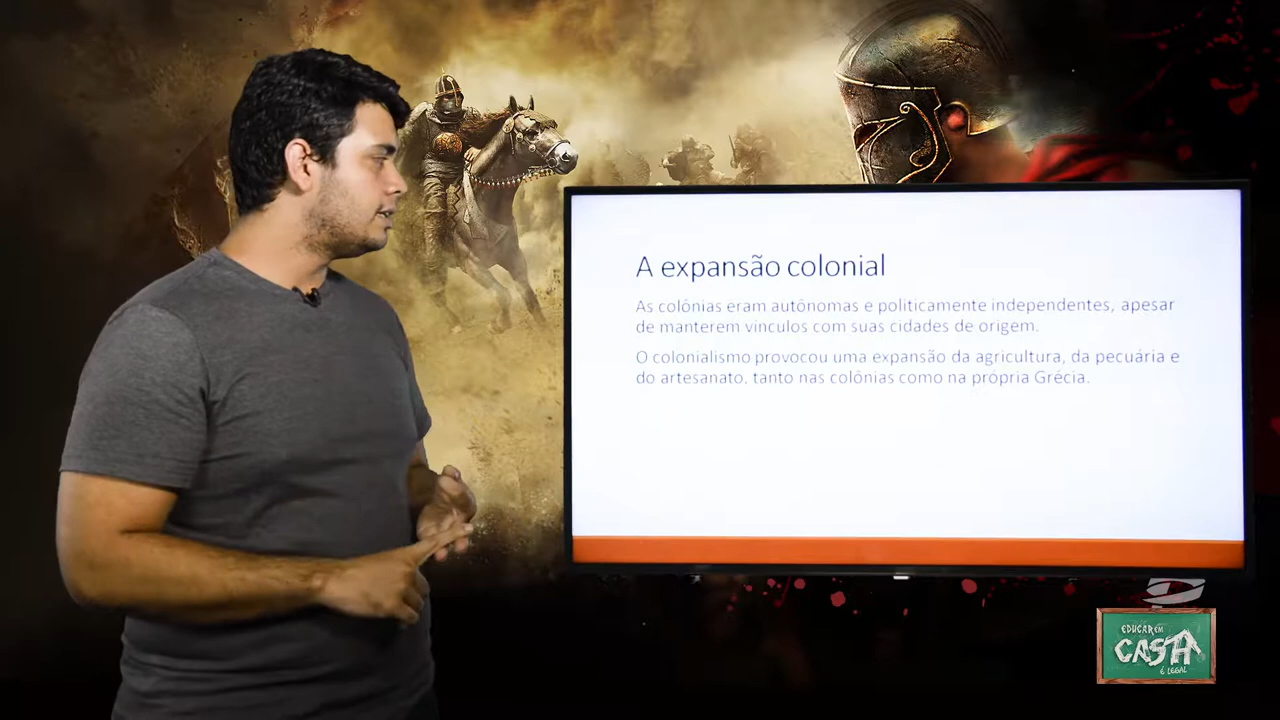 A expansão colonial
As colônias eram autônomas e politicamente independentes, apesar
de manterem vínculos com suas cidades de origem.
O colonialismo provocou uma expansão da agricultura, da pecuária e
do artesanato, tanto nas colônias como na própria Grécia.
EDUCAR EM
CASA
É LEGAL